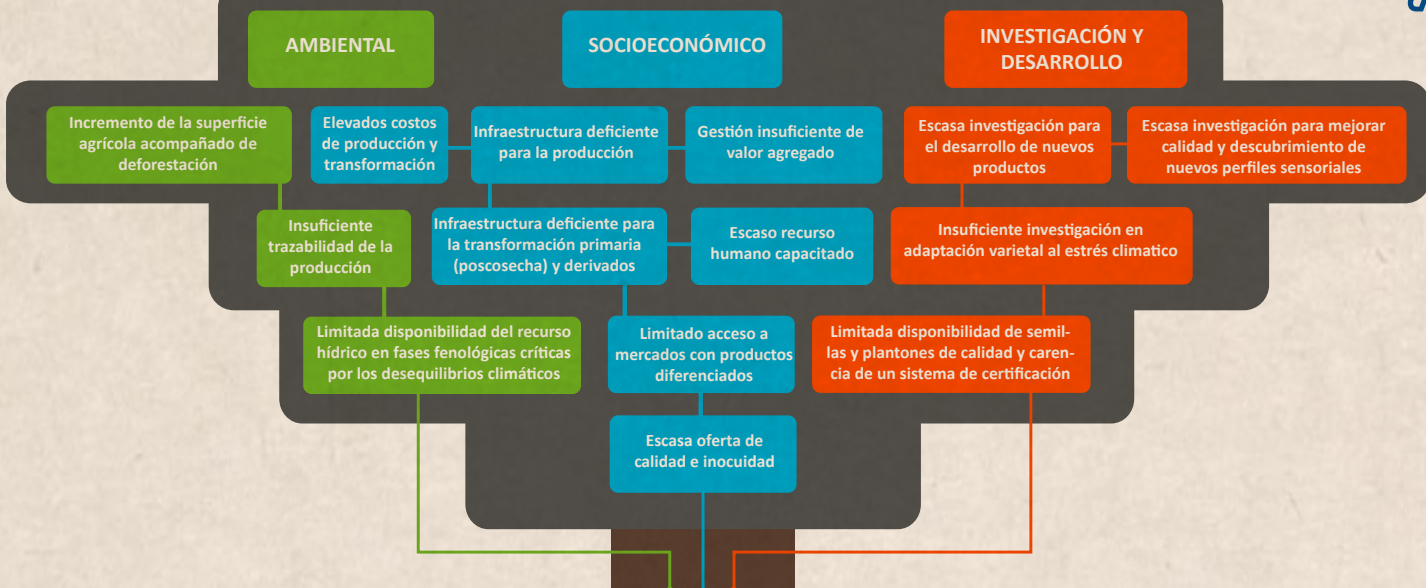 AMBIENTAL
SOCIOECONÓMICO
INVESTIGACIÓN Y
DESARROLLO
Incremento de la superficie
agrícola acompañado de
deforestación
Elevados costos
de producción y
transformación
Infraestructura deficiente
para la producción
Gestión insuficiente de
valor agregado
Escasa investigación para
el desarrollo de nuevos
productos
Escasa investigación para mejorar
calidad y descubrimiento de
nuevos perfiles sensoriales
Insuficiente
trazabilidad de la
producción
Infraestructura deficiente para
la transformación primaria
(poscosecha) y derivados
Escaso recurso
humano capacitado
Insuficiente investigación en
adaptación varietal al estrés climatico
Limitada disponibilidad del recurso
hídrico en fases fenológicas críticas
por los desequilibrios climáticos
Limitado acceso a
mercados con productos
diferenciados
Limitada disponibilidad de semil-
las y plantones de calidad y caren-
cia de un sistema de certificación
Escasa oferta de
calidad e inocuidad